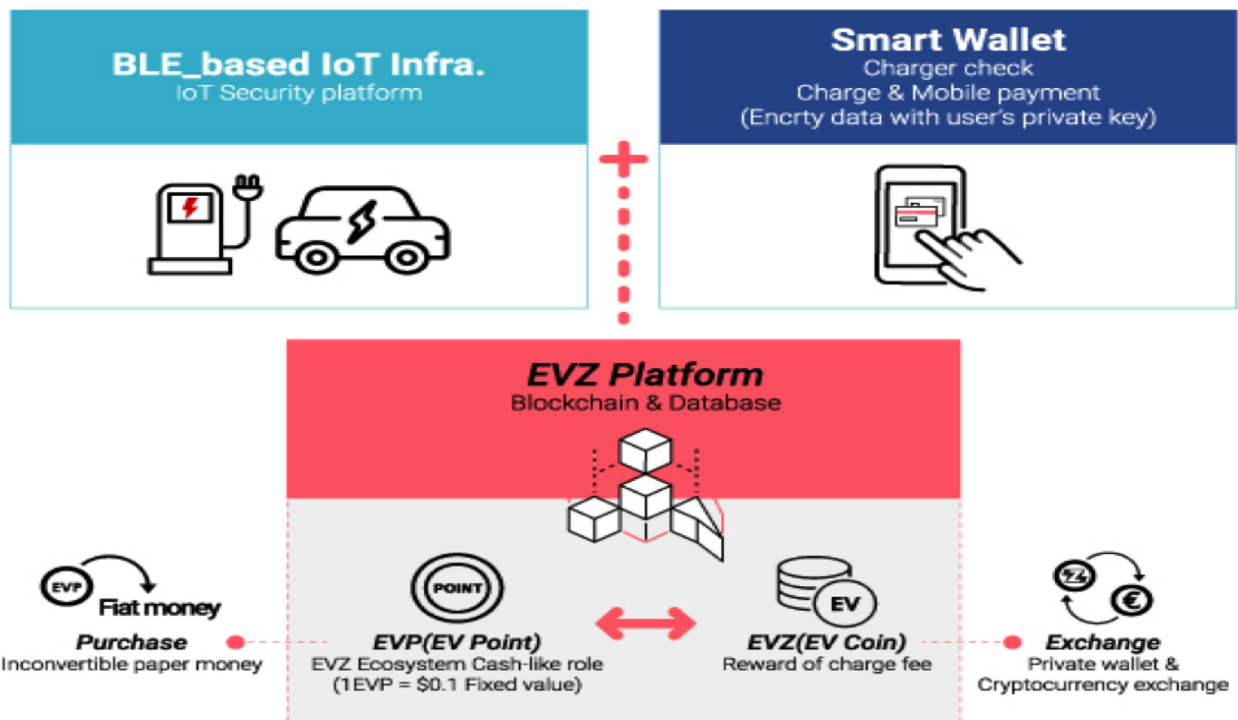 BLE_based IoT Infra.
IoT Security platform
Smart Wallet
Charger check
Charge & Mobile payment
(Encrty data with user's private key)
EVZ Platform
Blockchain & Database
EVP
Fiat money
Purchase
Inconvertible paper money
POINT
EVP(EV Point)
EVZ Ecosystem Cash-like role
(1EVP = $0.1 Fixed value)
EV
EVZ(EV Coin)
Reward of charge fee
€
Exchange
Private wallet &
Cryptocurrency exchange